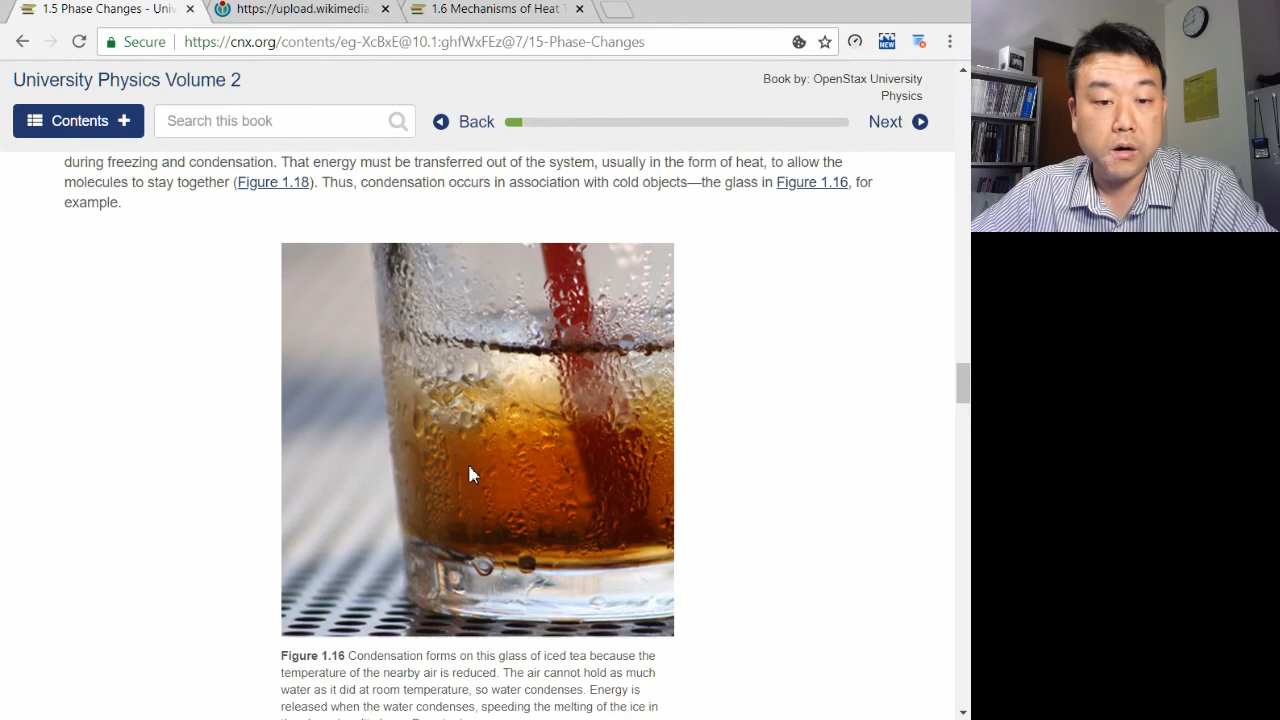 1.5 Phase Changes - Univ
https://upload.wikimedia.
1.6 Mechanisms of Heat T
Secure https://cnx.org/contents/eg-XcBxE@10.1:ghfWxFEz@7/15-Phase-Changes
NEW
University Physics Volume 2
Book by: OpenStax University
Physics
Contents + Search this book Back Next
during freezing and condensation. That energy must be transferred out of the system, usually in the form of heat, to allow the
molecules to stay together (Figure 1.18). Thus, condensation occurs in association with cold objects—the glass in Figure 1.16, for
example.
Figure 1.16 Condensation forms on this glass of iced tea because the
temperature of the nearby air is reduced. The air cannot hold as much
water as it did at room temperature, so water condenses. Energy is
released when the water condenses, speeding the melting of the ice in